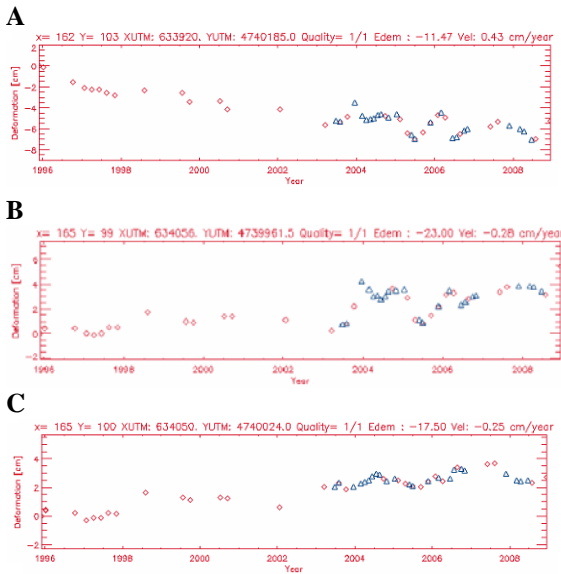 A
x= 162 Y= 103 XUTM: 633920. YUTM: 4740185.0 Quality= 1/1 Edem : -11.47 Vel: 0.43 cm/year
Deformation [cm]
2
0
-2
-4
-6
-8
1996 1998 2000 2002 2004 2006 2008
Year
B
x= 165 Y= 99 XUTM: 634056. YUTM: 4739961.5 Quality= 1/1 Edem : -23.00 Vel: -0.28 cm/year
Deformation [cm]
6
4
2
0
-2
1996 1998 2000 2002 2004 2006 2008
Year
C
x= 165 Y= 100 XUTM: 634050. YUTM: 4740024.0 Quality= 1/1 Edem : -17.50 Vel: -0.25 cm/year
Deformation [cm]
6
4
2
0
-2
1996 1998 2000 2002 2004 2006 2008
Year